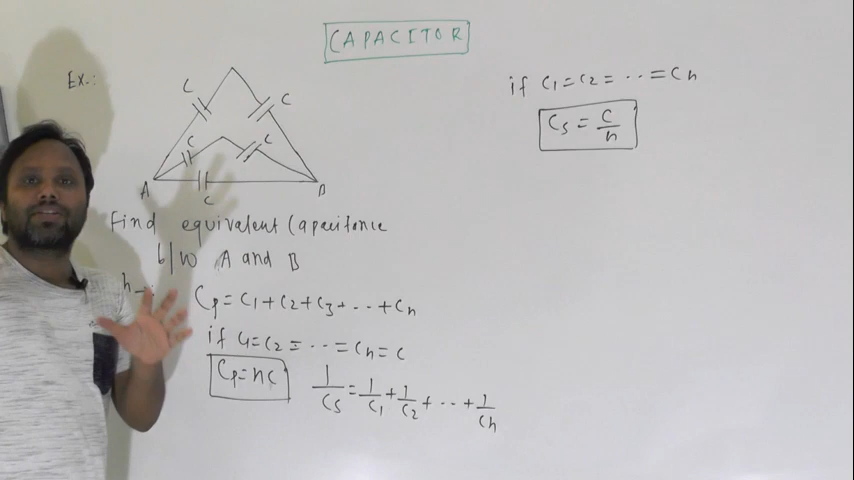 CAPACITOR
Ex.:
C
C
C
C
A
C
B
Find equivalent Capacitance
b/w A and B
Cp = C1 + C2 + C3 + ... + Cn
if C1 = C2 = ... = Cn = C
Cp = nC
1/Cs = 1/C1 + 1/C2 + ... + 1/Cn
if C1 = C2 = ... = Cn
Cs = C/n